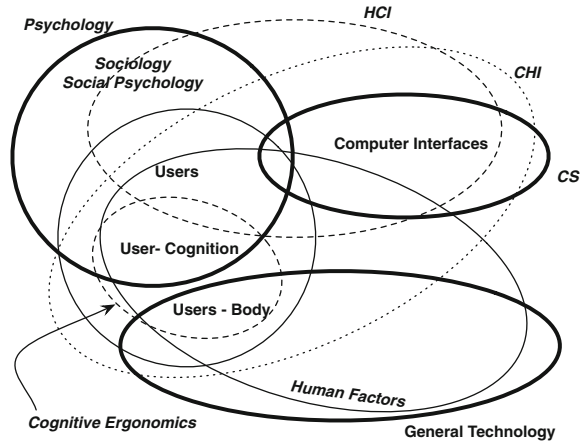 HCI
Psychology
Sociology
Social Psychology
CHI
Computer Interfaces
Users
CS
User- Cognition
Users - Body
Human Factors
Cognitive Ergonomics
General Technology